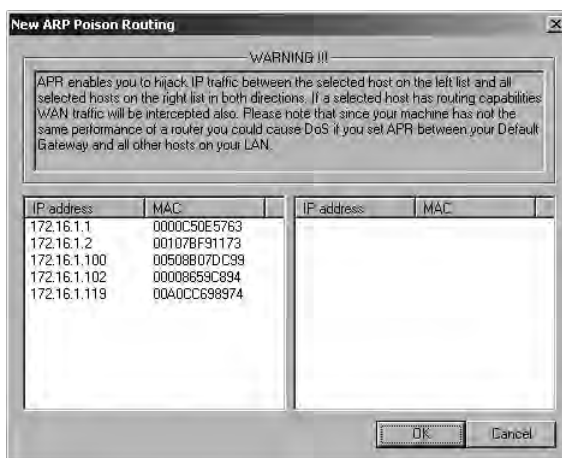 New ARP Poison Routing
WARNING !!!
APR enables you to hijack IP traffic between the selected host on the left list and all
selected hosts on the right list in both directions. If a selected host has routing capabilities
WAN traffic will be intercepted also. Please note that since your machine has not the
same performance of a router you could cause DoS if you set APR between your Default
Gateway and all other hosts on your LAN.
IP address MAC IP address MAC
172.16.1.1 0000C50E5763
172.16.1.2 00107BF91173
172.16.1.100 00508B07DC99
172.16.1.102 00008659C894
172.16.1.119 00A0CC698974
OK Cancel